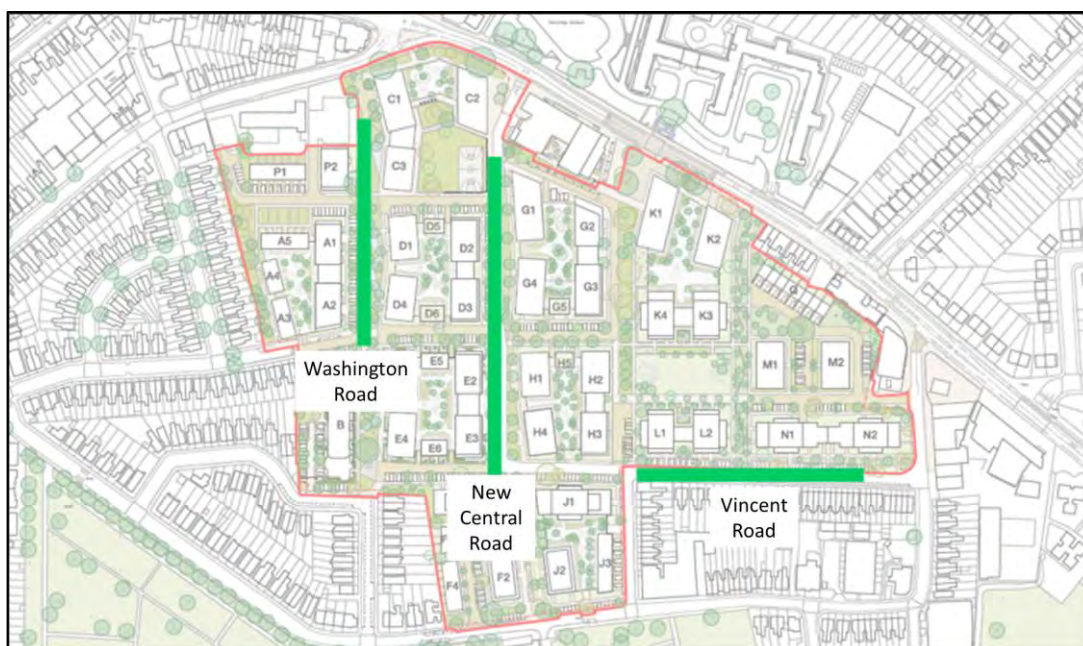 C1
C2
C3
P1
P2
G1
G2
K1
K2
D5
D1
D2
A5
A1
A4
G4
G3
G5
D4
D3
D6
A2
A3
K4
K3
Washington
Road
E5
E2
H1
H5
H2
M1
M2
B
E4
E3
E6
H4
H3
L1
L2
N1
N2
New
Central
Road
J1
Vincent
Road
F4
F2
J2
J3